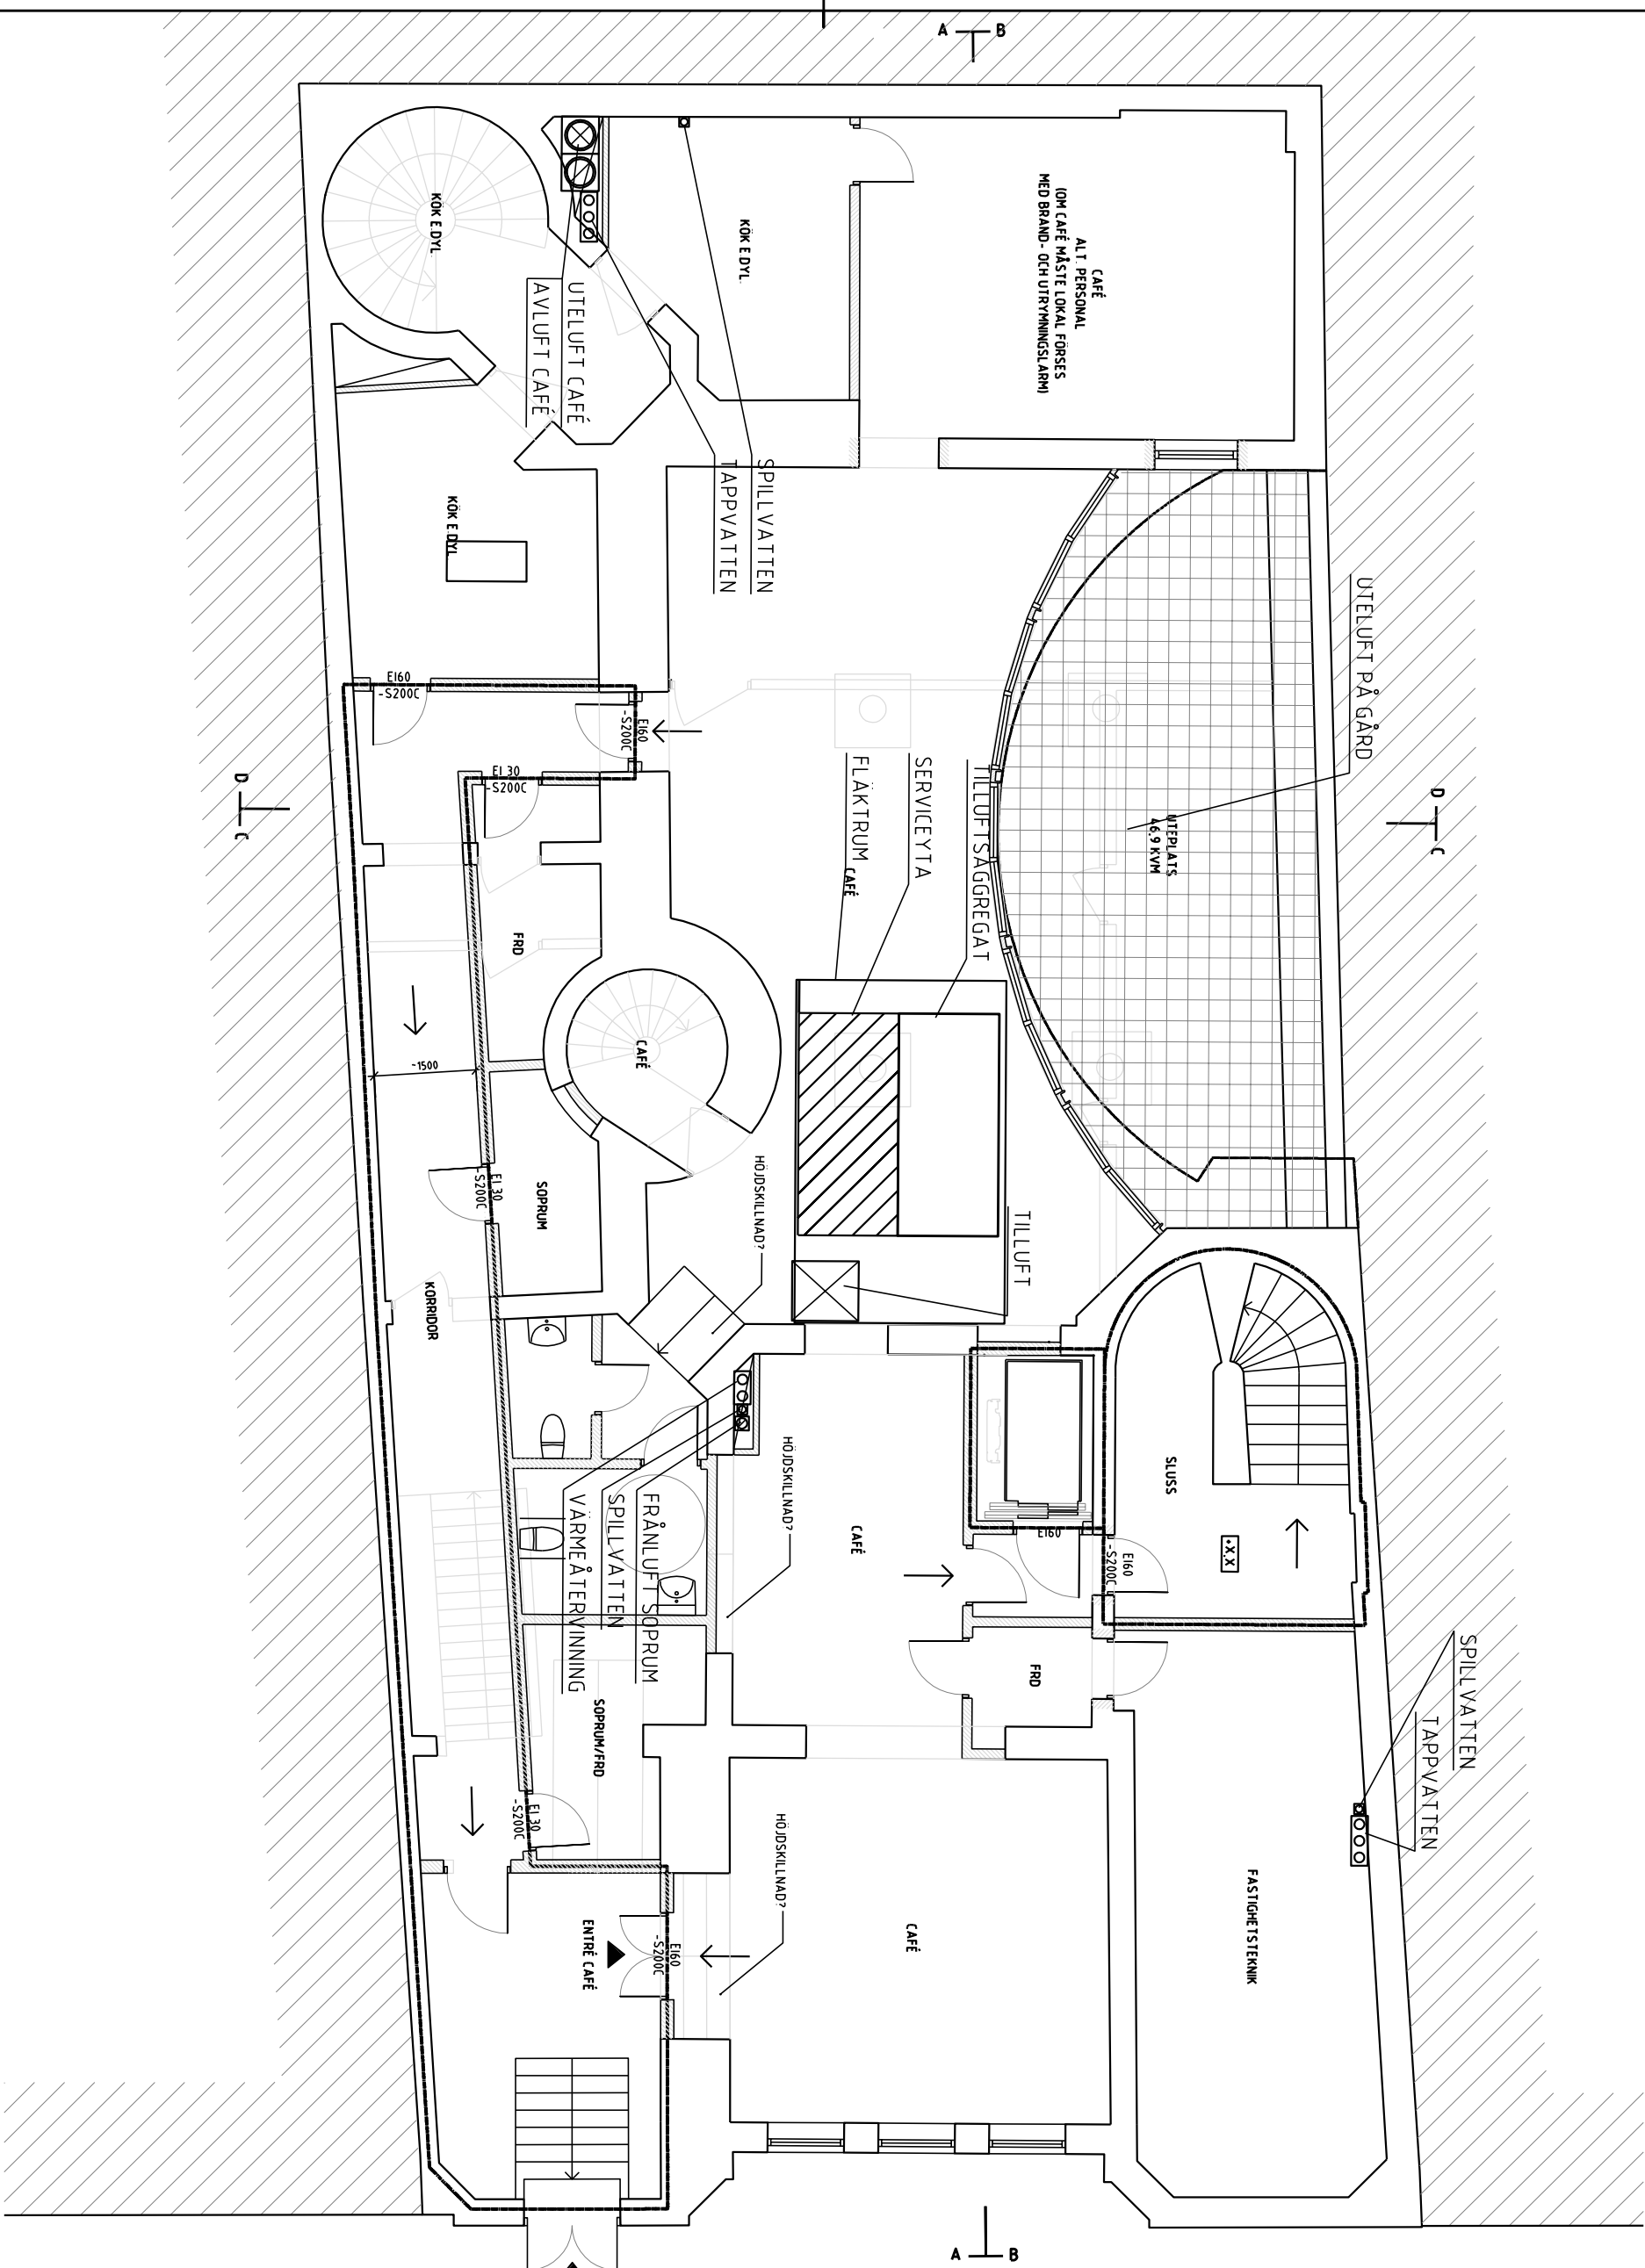 A
B
KÖK E DYL.
KÖK E DYL.
CAFÉ
ALT. PERSONAL
(OM CAFÉ MÅSTE LOKAL FÖRSES
MED BRAND- OCH UTRYMNINGSLARM)
UTELUFT CAFÉ
AVLUFT CAFÉ
SPILLVATTEN
TAPPVATTEN
KÖK E DYL.
UTELUFT PÅ GÅRD
EI60
-S200C
EI60
-S200C
EI 30
-S200C
D
C
D
C
FLÄKTRUM
SERVICEYTA
TILLUFTSAGGREGAT
CAFÉ
UTEPLATS
46.9 KVM
FRD
CAFÉ
-1500
EI 30
-S200C
SOPRUM
HÖJDSKILLNAD?
TILLUFT
KORRIDOR
HÖJDSKILLNAD?
CAFÉ
SLUSS
+X.X
EI60
EI60
-S200C
FRÅNLUFT SOPRUM
SPILLVATTEN
VÄRMEÅTERVINNING
FRD
SPILLVATTEN
TAPPVATTEN
SOPRUM/FRD
EI 30
-S200C
HÖJDSKILLNAD?
FASTIGHETSTEKNIK
ENTRÉ CAFÉ
EI60
-S200C
CAFÉ
A
B